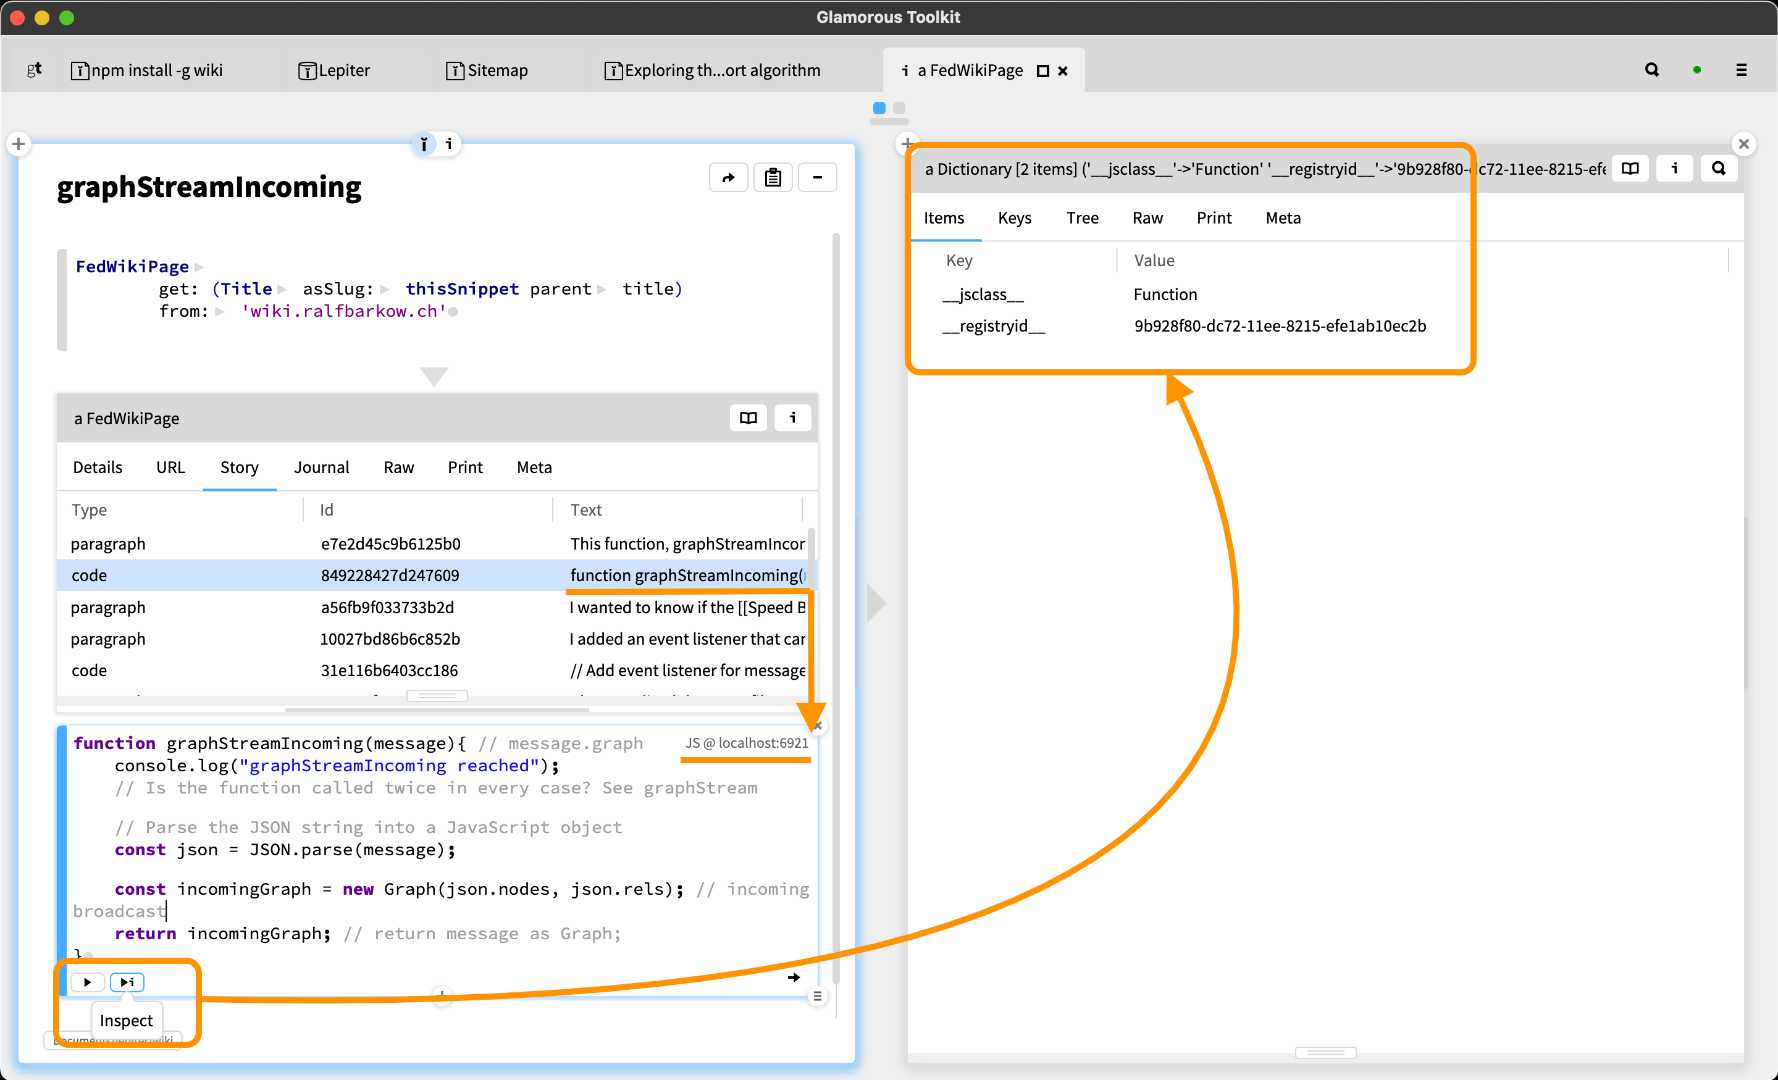 Glamorous Toolkit
gt
npm install -g wiki
Lepiter
Sitemap
Exploring th...ort algorithm
i a FedWikiPage
graphStreamIncoming
FedWikiPage
get: (Title asSlug: thisSnippet parent title)
from: 'wiki.ralfbarkow.ch'
a FedWikiPage
Details URL Story Journal Raw Print Meta
Type Id Text
paragraph e7e2d45c9b6125b0 This function, graphStreamIncor
code 849228427d247609 function graphStreamIncoming(
paragraph a56fb9f033733b2d I wanted to know if the [[Speed B
paragraph 10027bd86b6c852b I added an event listener that car
code 31e116b6403cc186 // Add event listener for message
function graphStreamIncoming(message){ // message.graph
JS @ localhost:6921
console.log("graphStreamIncoming reached");
// Is the function called twice in every case? See graphStream
// Parse the JSON string into a JavaScript object
const json = JSON.parse(message);
const incomingGraph = new Graph(json.nodes, json.rels); // incoming
broadcast
return incomingGraph; // return message as Graph;
}
Inspect
a Dictionary [2 items] ('__jsclass__'->'Function' '__registryid__'->'9b928f80-dc72-11ee-8215-efe
Items Keys Tree Raw Print Meta
Key Value
__jsclass__ Function
__registryid__ 9b928f80-dc72-11ee-8215-efe1ab10ec2b